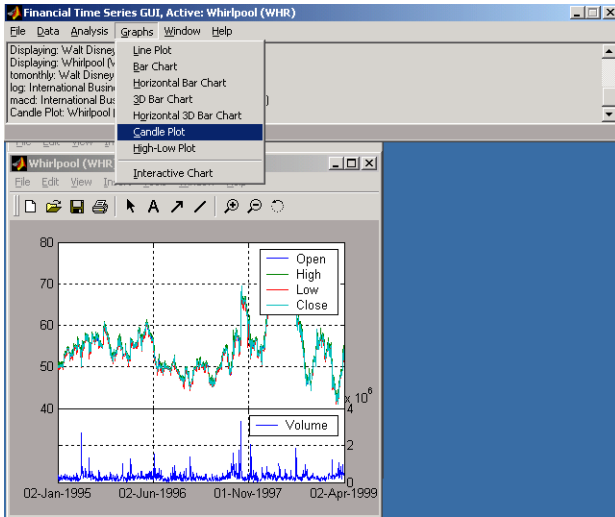 Financial Time Series GUI, Active: Whirlpool (WHR)
File Data Analysis Graphs Window Help
Displaying: Walt Disney
Displaying: Whirlpool (W
tomonthly: Walt Disney
log: International Busin
macd: International Bus )
Candle Plot: Whirlpool
Line Plot
Bar Chart
Horizontal Bar Chart
3D Bar Chart
Horizontal 3D Bar Chart
Candle Plot
High-Low Plot
Interactive Chart
Whirlpool (WHR
File Edit View
A
80
70
60
50
40
Open
High
Low
Close
x 10^6
4
2
0
Volume
02-Jan-1995 02-Jun-1996 01-Nov-1997 02-Apr-1999